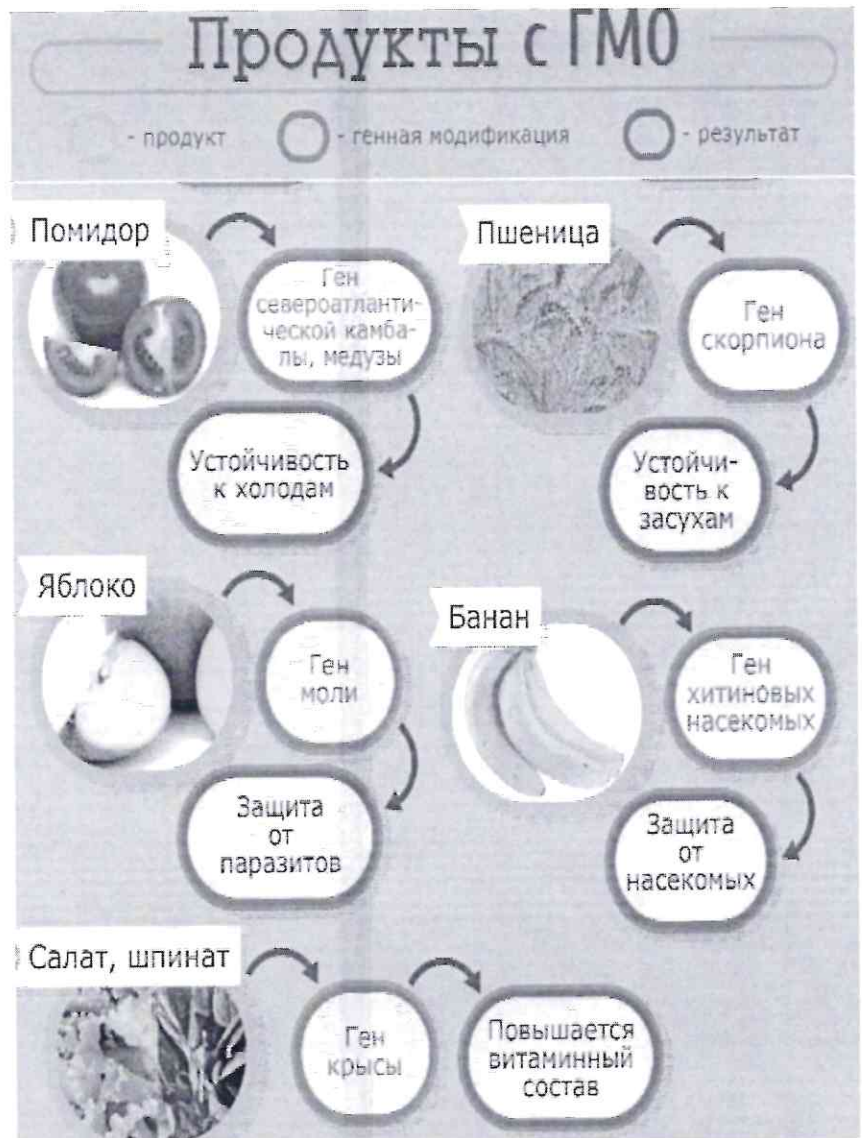 Продукты с ГМО
- продукт
- генная модификация
- результат
Помидор
Ген
североатланти-
ческой камба-
лы, медузы
Устойчивость
к холодам
Пшеница
Ген
скорпиона
Устойчи-
вость к
засухам
Яблоко
Ген
моли
Защита
от
паразитов
Банан
Ген
хитиновых
насекомых
Защита
от
насекомых
Салат, шпинат
Ген
крысы
Повышается
витаминный
состав